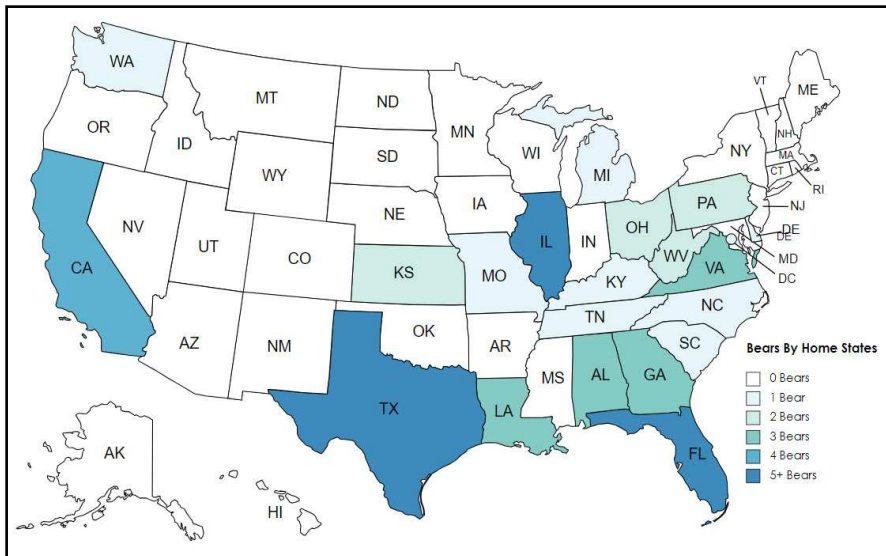 WA
MT
ND
MN
VT
ME
OR
ID
SD
WI
NH
NY
MA
CT
RI
WY
MI
NE
IA
PA
NJ
NV
UT
CO
IL
IN
OH
DE
DE
WV
MD
CA
KS
MO
KY
VA
DC
NC
TN
AZ
NM
OK
AR
SC
MS
AL
GA
TX
LA
FL
AK
HI
Bears By Home States
0 Bears
1 Bear
2 Bears
3 Bears
4 Bears
5+ Bears